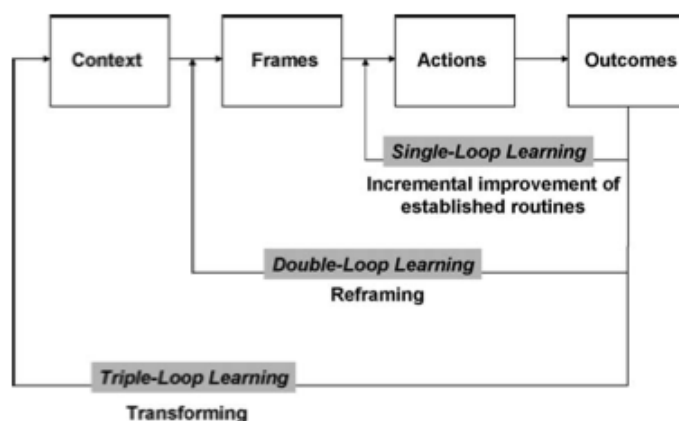 Context
Frames
Actions
Outcomes
Single-Loop Learning
Incremental improvement of
established routines
Double-Loop Learning
Reframing
Triple-Loop Learning
Transforming